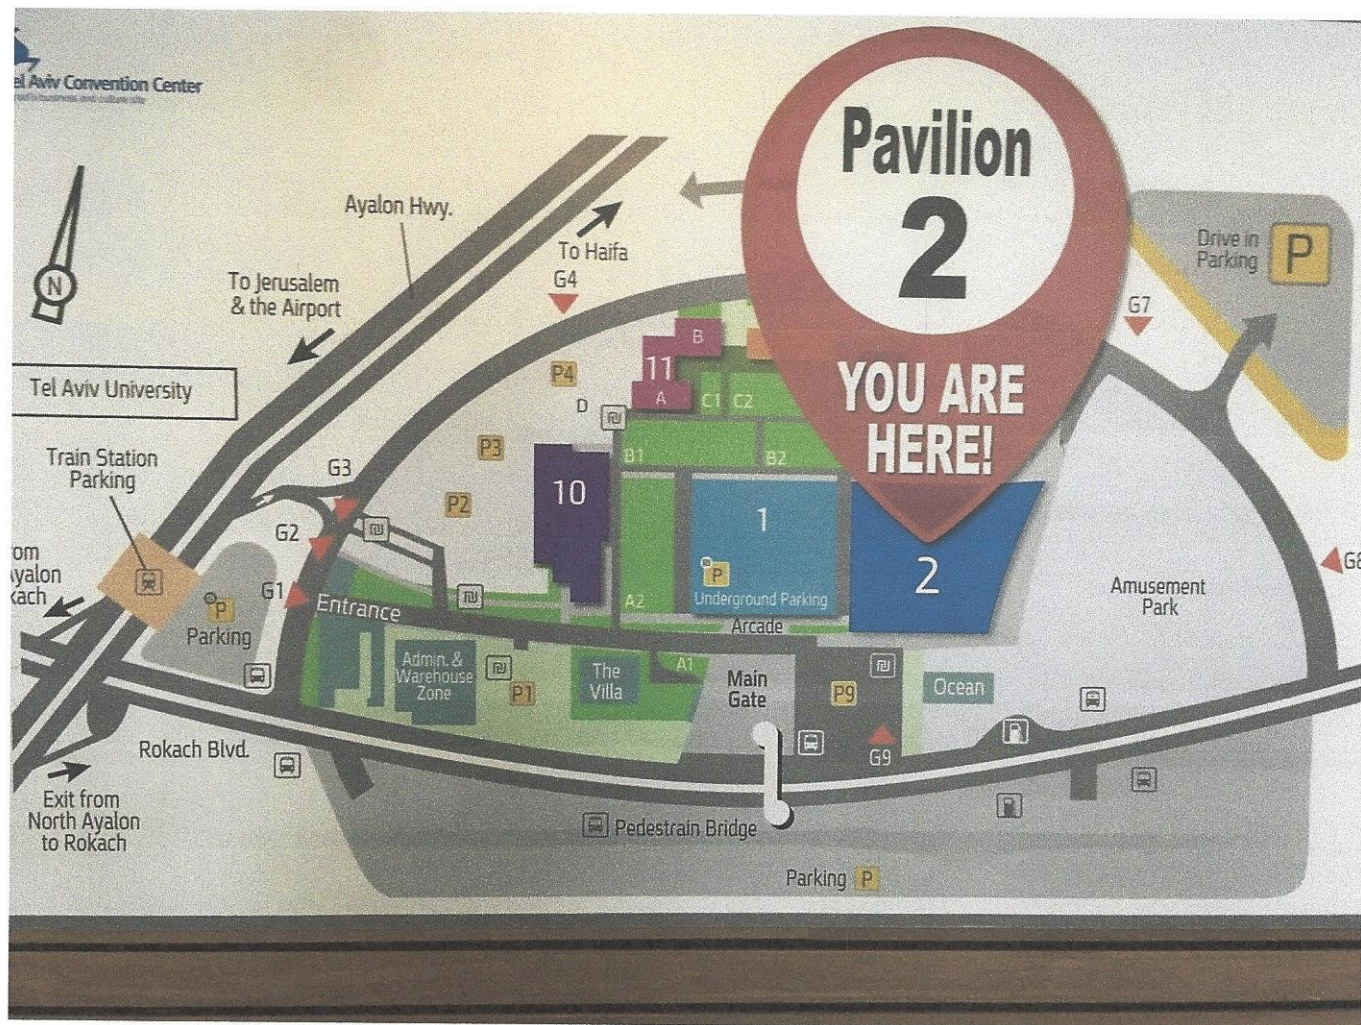 el Aviv Convention Center
Pavilion
2
YOU ARE
HERE!
Ayalon Hwy.
To Haifa
G4
To Jerusalem
& the Airport
N
Tel Aviv University
Train Station
Parking
Drive in
Parking
P
G7
B
11
A
C1
C2
P4
D
B1
B2
P3
G3
10
P2
1
G2
2
P
Underground Parking
Arcade
Amusement
Park
G8
om
yalon
kach
G1
P
Parking
Entrance
A2
Admin. &
Warehouse
Zone
P1
The
Villa
A1
Main
Gate
P9
Ocean
G9
Rokach Blvd.
Exit from
North Ayalon
to Rokach
Pedestrain Bridge
Parking P